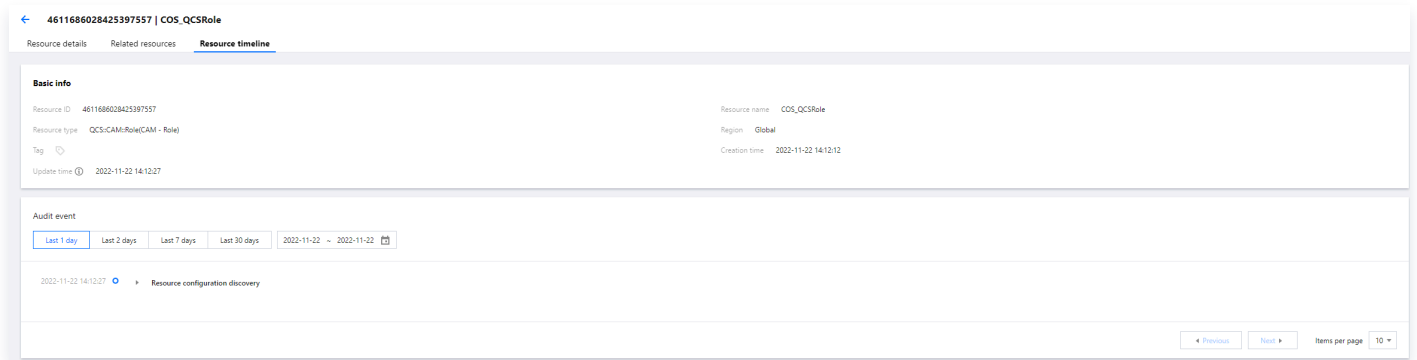 4611686028425397557 | COS_QCSRole
Resource details Related resources Resource timeline
Basic info
Resource ID 4611686028425397557 Resource name COS_QCSRole
Resource type QCS::CAM::Role(CAM - Role) Region Global
Tag Creation time 2022-11-22 14:12:12
Update time 2022-11-22 14:12:27
Audit event
Last 1 day Last 2 days Last 7 days Last 30 days 2022-11-22 ~ 2022-11-22
2022-11-22 14:12:27 Resource configuration discovery
Previous Next Items per page 10